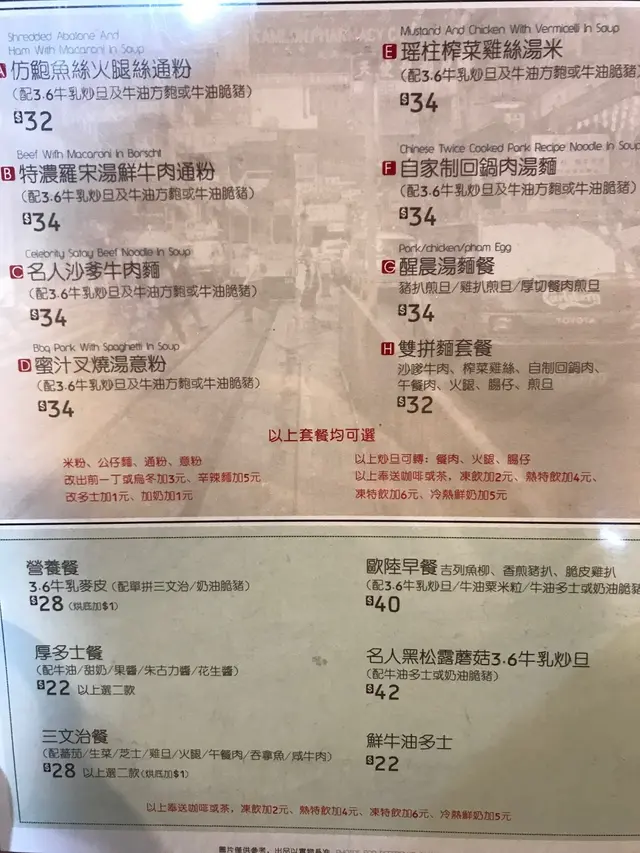 Shredded Abalone And
Ham With Macaroni In Soup
A 仿鮑魚絲火腿絲通粉
(配3.6牛乳炒旦及牛油方飽或牛油脆豬)
$32
Beef With Macaroni In Borscht
B 特濃羅宋湯鮮牛肉通粉
(配3.6牛乳炒旦及牛油方飽或牛油脆豬)
$34
Celebrity Satay Beef Noodle In Soup
C 名人沙爹牛肉麵
(配3.6牛乳炒旦及牛油方飽或牛油脆豬)
$34
Bbq Pork With Spaghetti In Soup
D 蜜汁叉燒湯意粉
(配3.6牛乳炒旦及牛油方飽或牛油脆豬)
$34
Mustand And Chicken With Vermicelli In Soup
E 瑶柱榨菜雞絲湯米
(配3.6牛乳炒旦及牛油方飽或牛油脆豬)
$34
Chinese Twice Cooked Park Recipe Noodle In Soup
F 自家制回鍋肉湯麵
(配3.6牛乳炒旦及牛油方飽或牛油脆豬)
$34
Pork/chicken/pham Egg
G 醒晨湯麵餐
豬扒煎旦/雞扒煎旦/厚切餐肉煎旦
$34
H 雙拼麵套餐
沙嗲牛肉、榨菜雞絲、自制回鍋肉、
午餐肉、火腿、腸仔、煎旦
$32
以上套餐均可選
米粉、公仔麵、通粉、意粉
改出前一丁或烏冬加3元、辛辣麵加5元
改多士加1元、加奶加1元
以上炒旦可轉：餐肉、火腿、腸仔
以上奉送咖啡或茶，凍飲加2元、熱特飲加4元、
凍特飲加6元、冷熱鮮奶加5元
營養餐
3.6牛乳麥皮 (配單拼三文治/奶油脆豬)
$28 (烘底加$1)
厚多士餐
(配牛油/甜奶/果醬/朱古力醬/花生醬)
$22 以上選二款
三文治餐
(配蕃茄/生菜/芝士/雞旦/火腿/午餐肉/吞拿魚/咸牛肉)
$28 以上選二款(烘底加$1)
歐陸早餐 吉列魚柳、香煎豬扒、脆皮雞扒
(配3.6牛乳炒旦/牛油粟米粒/牛油多士或奶油脆豬
$40
名人黑松露蘑菇3.6牛乳炒旦
(配牛油多士或奶油脆豬)
$42
鮮牛油多士
$22
以上奉送咖啡或茶，凍飲加2元、熱特飲加4元、凍特飲加6元、冷熱鮮奶加5元
圖片僅供參考，出品以實物為准